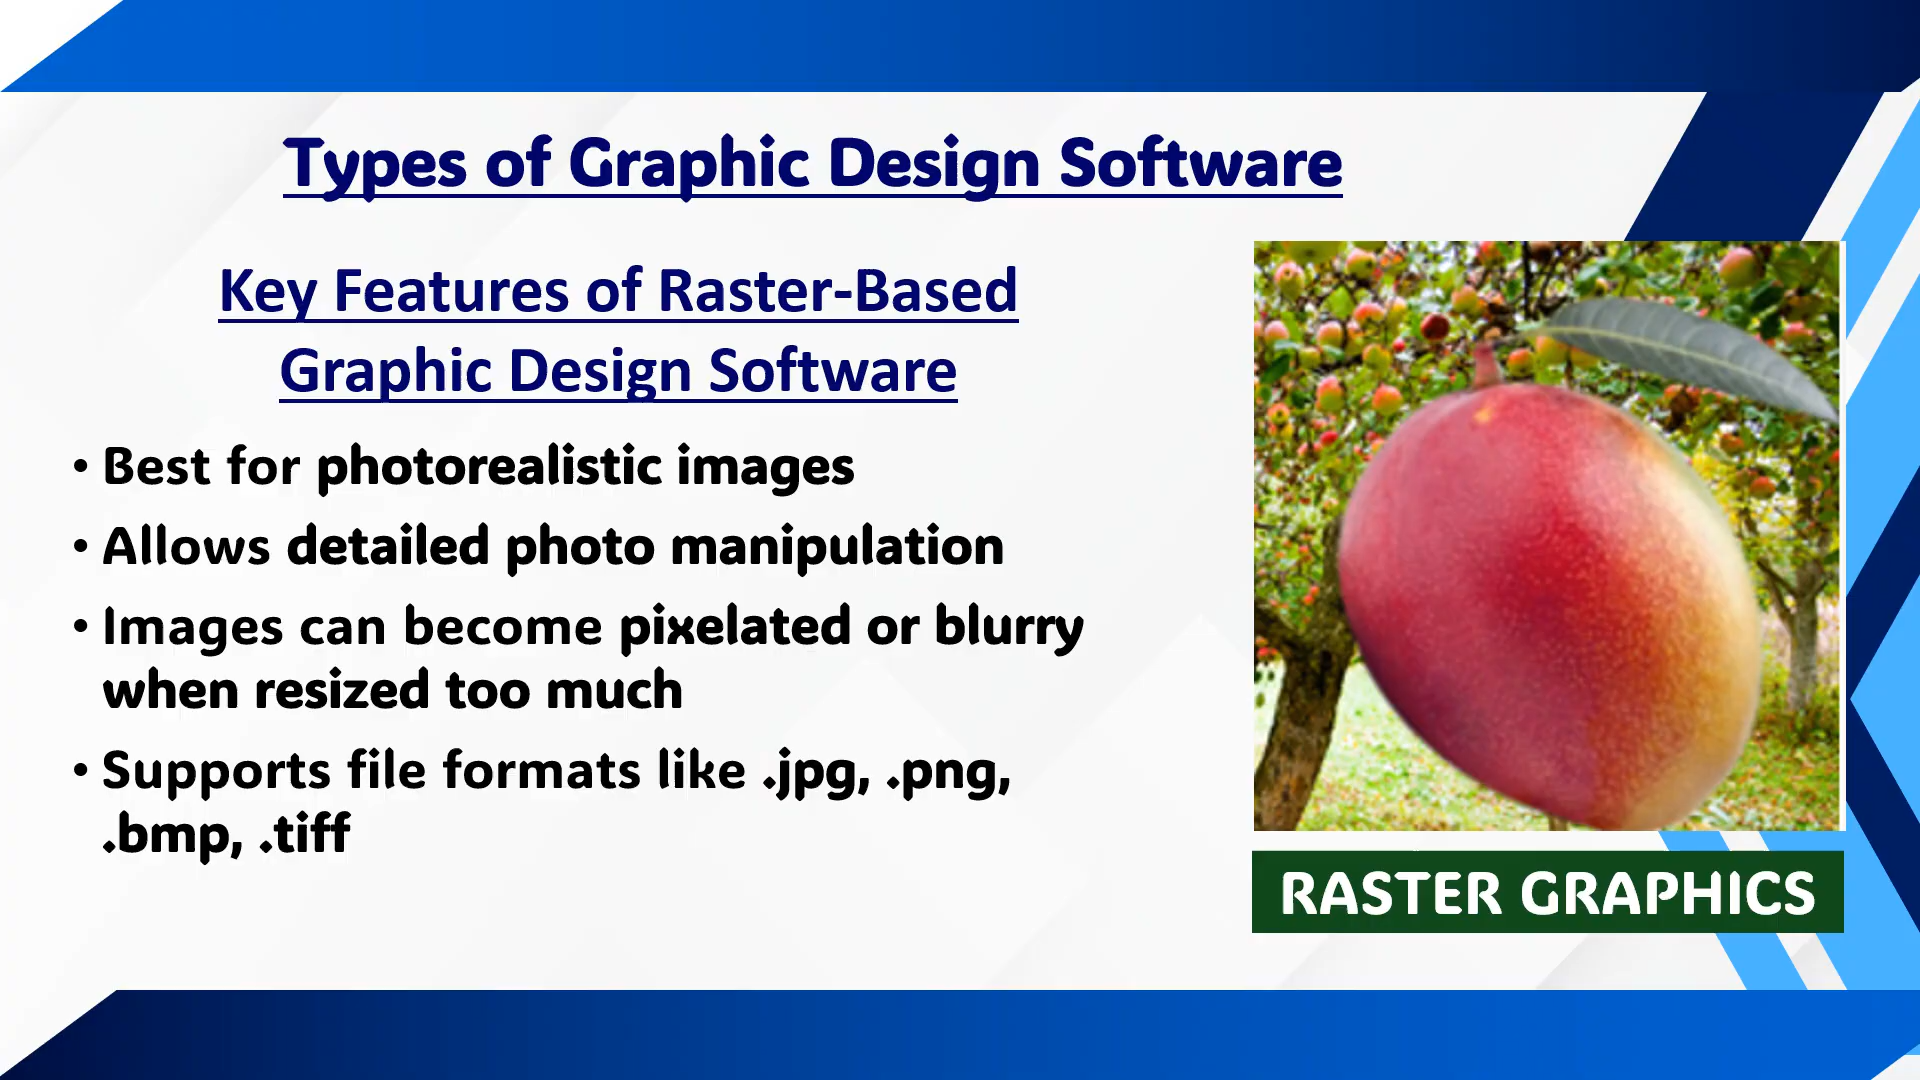 Types of Graphic Design Software
Key Features of Raster-Based
Graphic Design Software
• Best for photorealistic images
• Allows detailed photo manipulation
• Images can become pixelated or blurry
when resized too much
• Supports file formats like .jpg, .png,
.bmp, .tiff
RASTER GRAPHICS